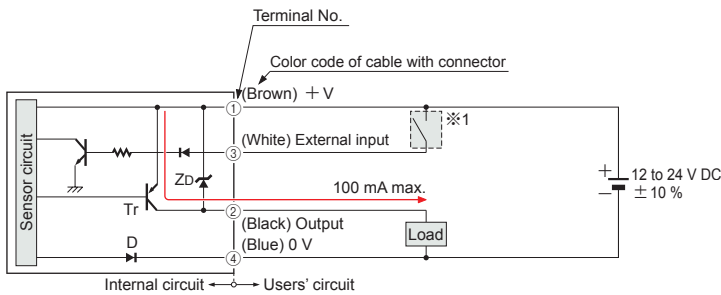 Terminal No.
Color code of cable with connector
(Brown) +V
1
※1
(White) External input
3
Sensor circuit
ZD
100 mA max.
12 to 24 V DC
±10 %
+
−
Tr
2
(Black) Output
Load
(Blue) 0 V
D
4
Internal circuit
Users' circuit